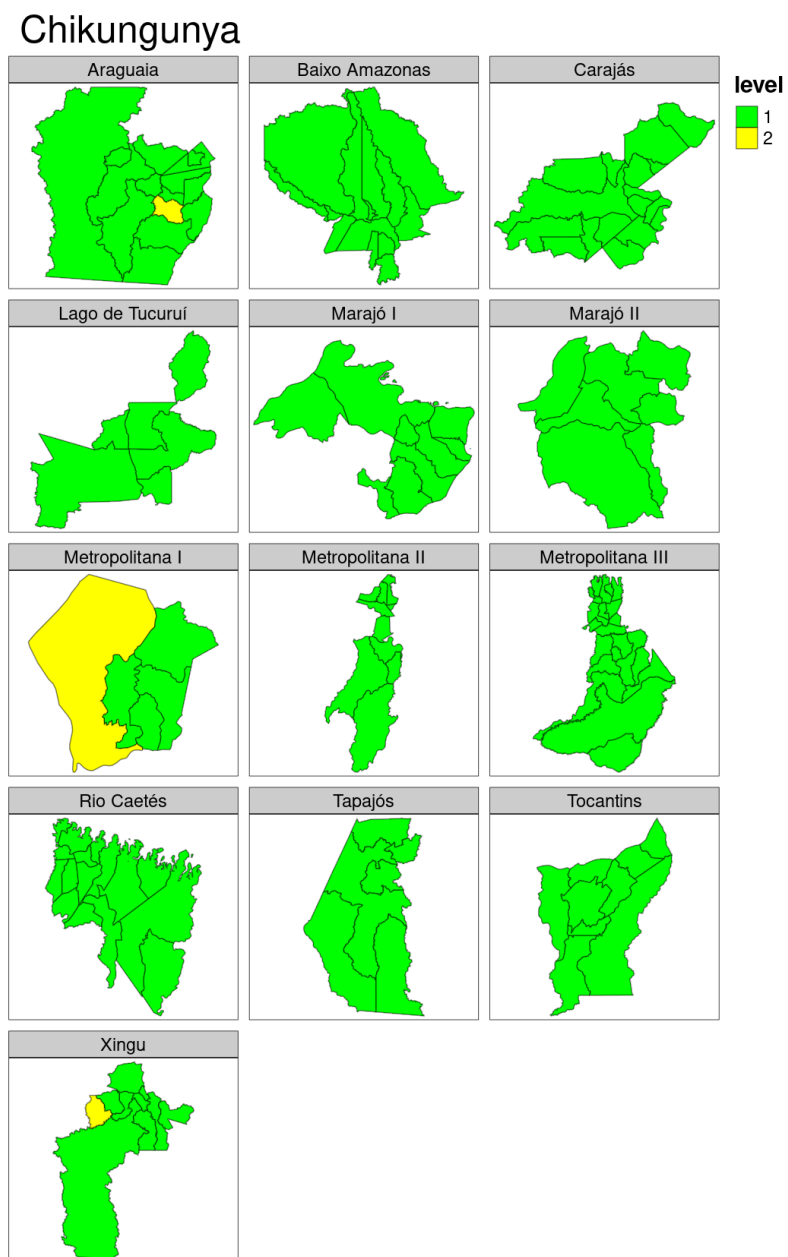 Chikungunya
Araguaia
Baixo Amazonas
Carajás
level
1
2
Lago de Tucuruí
Marajó I
Marajó II
Metropolitana I
Metropolitana II
Metropolitana III
Rio Caetés
Tapajós
Tocantins
Xingu